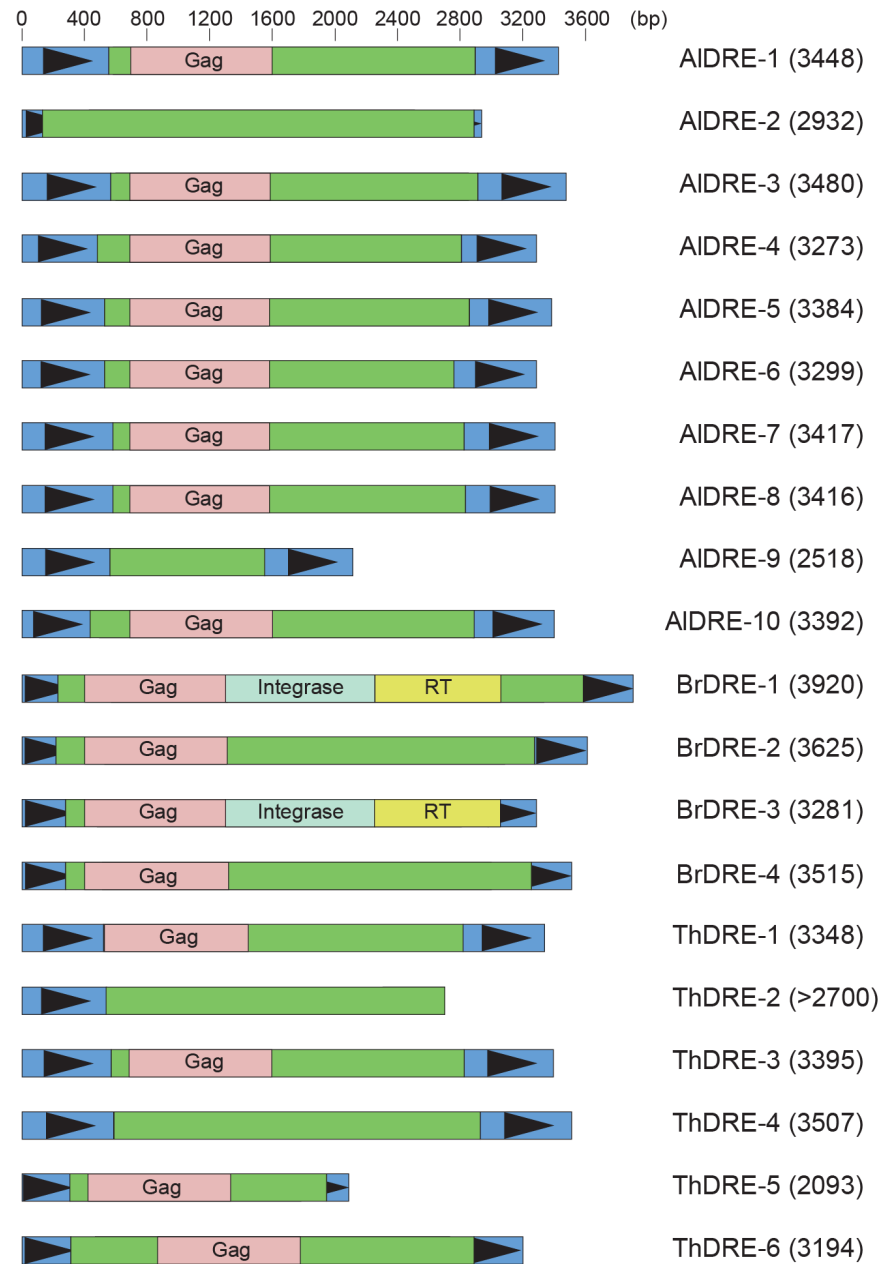 0 400 800 1200 1600 2000 2400 2800 3200 3600 (bp)
Gag AlDRE-1 (3448)
AlDRE-2 (2932)
Gag AlDRE-3 (3480)
Gag AlDRE-4 (3273)
Gag AlDRE-5 (3384)
Gag AlDRE-6 (3299)
Gag AlDRE-7 (3417)
Gag AlDRE-8 (3416)
AlDRE-9 (2518)
Gag AlDRE-10 (3392)
Gag Integrase RT BrDRE-1 (3920)
Gag BrDRE-2 (3625)
Gag Integrase RT BrDRE-3 (3281)
Gag BrDRE-4 (3515)
Gag ThDRE-1 (3348)
ThDRE-2 (>2700)
Gag ThDRE-3 (3395)
ThDRE-4 (3507)
Gag ThDRE-5 (2093)
Gag ThDRE-6 (3194)